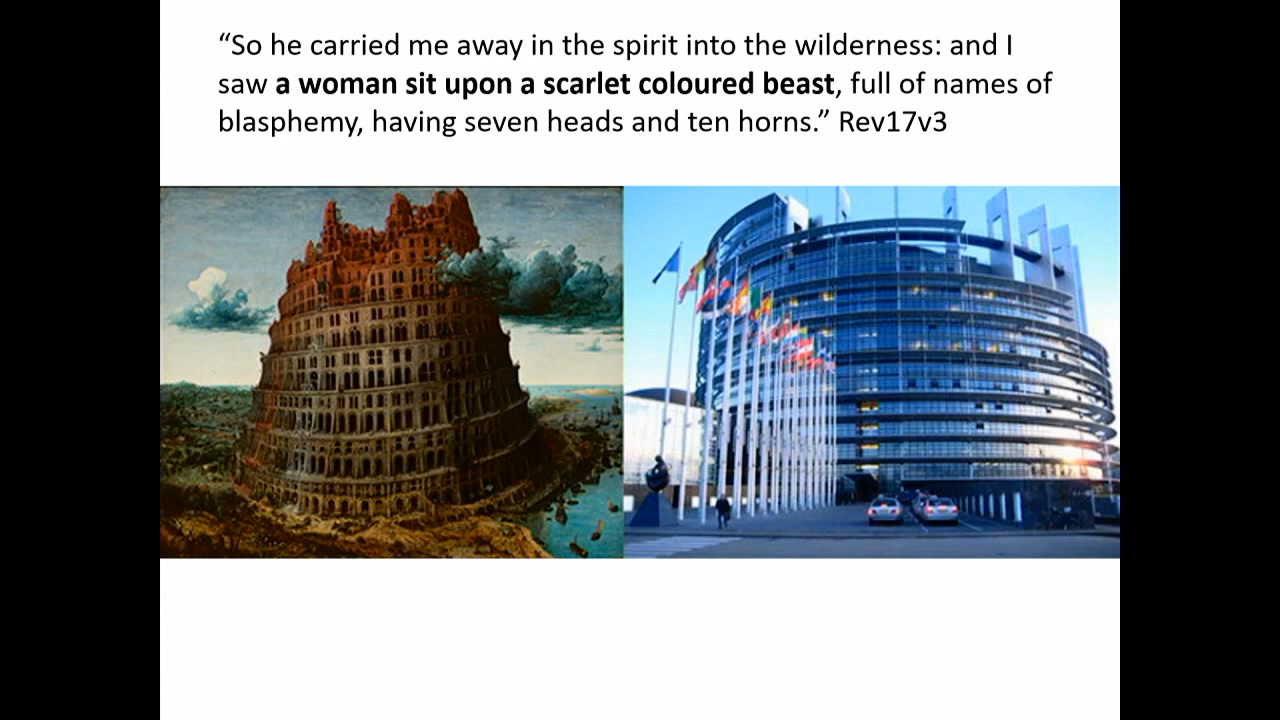 “So he carried me away in the spirit into the wilderness: and I
saw a woman sit upon a scarlet coloured beast, full of names of
blasphemy, having seven heads and ten horns.” Rev17v3